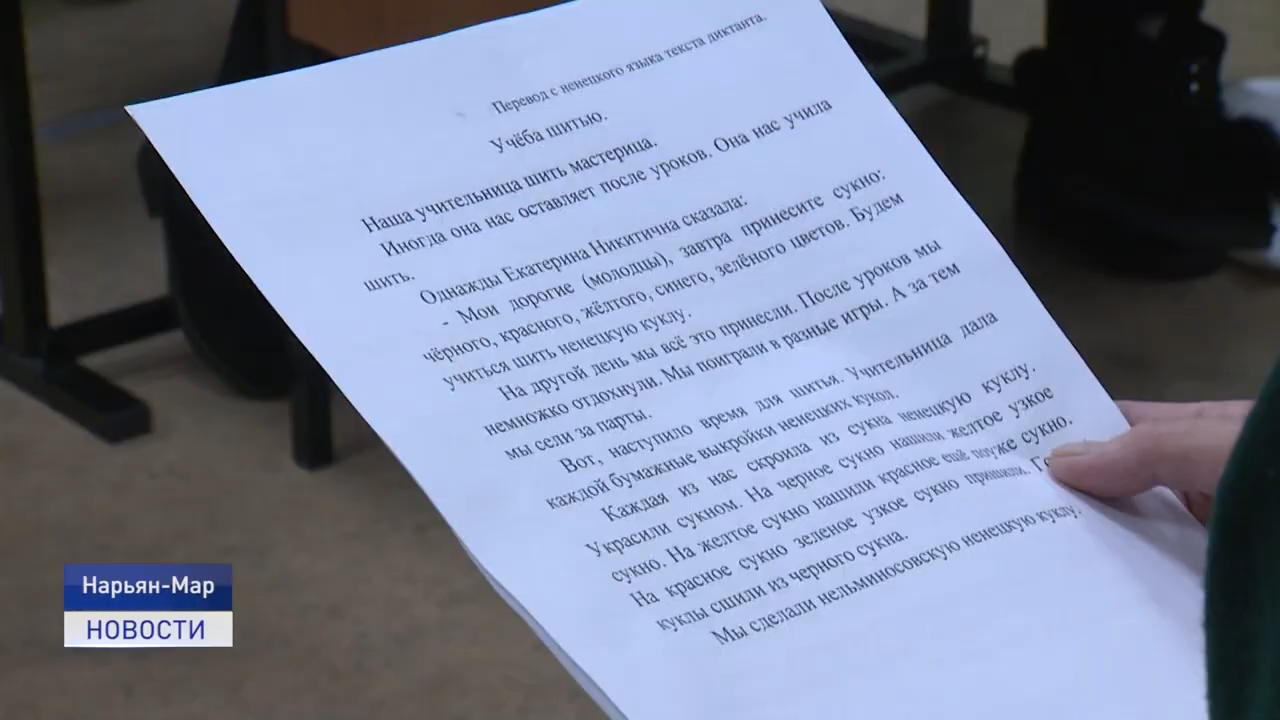 Перевод с ненецкого языка текста диктанта.
Учёба шитью.
Наша учительница шить мастерица.
Иногда она нас оставляет после уроков. Она нас учила
шить.
Однажды Екатерина Никитична сказала:
- Мои дорогие (молодцы), завтра принесите сукно:
чёрного, красного, жёлтого, синего, зелёного цветов. Будем
учиться шить ненецкую куклу.
На другой день мы всё это принесли. После уроков мы
немножко отдохнули. Мы поиграли в разные игры. А за тем
мы сели за парты.
Вот, наступило время для шитья. Учительница дала
каждой бумажные выкройки ненецких кукол.
Каждая из нас скроила из сукна ненецкую куклу.
Украсили сукном. На черное сукно нашили желтое узкое
сукно. На желтое сукно нашили красное ещё поуже сукно.
На красное сукно зеленое узкое сукно пришили.
куклы сшили из черного сукна.
Мы сделали нельминосовскую ненецкую куклу.
Нарьян-Мар
НОВОСТИ